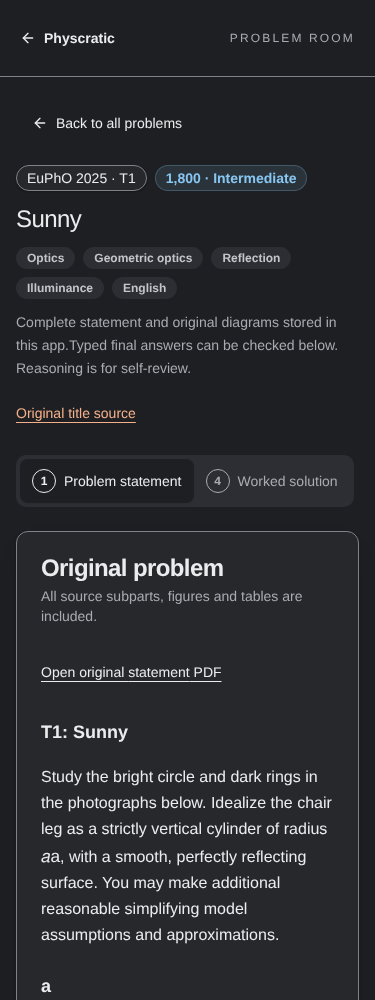 Physcratic
PROBLEM ROOM
Back to all problems
EuPhO 2025 · T1
1,800 · Intermediate
Sunny
Optics
Geometric optics
Reflection
Illuminance
English
Complete statement and original diagrams stored in
this app.Typed final answers can be checked below.
Reasoning is for self-review.
Original title source
1 Problem statement
4 Worked solution
Original problem
All source subparts, figures and tables are
included.
Open original statement PDF
T1: Sunny
Study the bright circle and dark rings in
the photographs below. Idealize the chair
leg as a strictly vertical cylinder of radius
aa, with a smooth, perfectly reflecting
surface. You may make additional
reasonable simplifying model
assumptions and approximations.
a